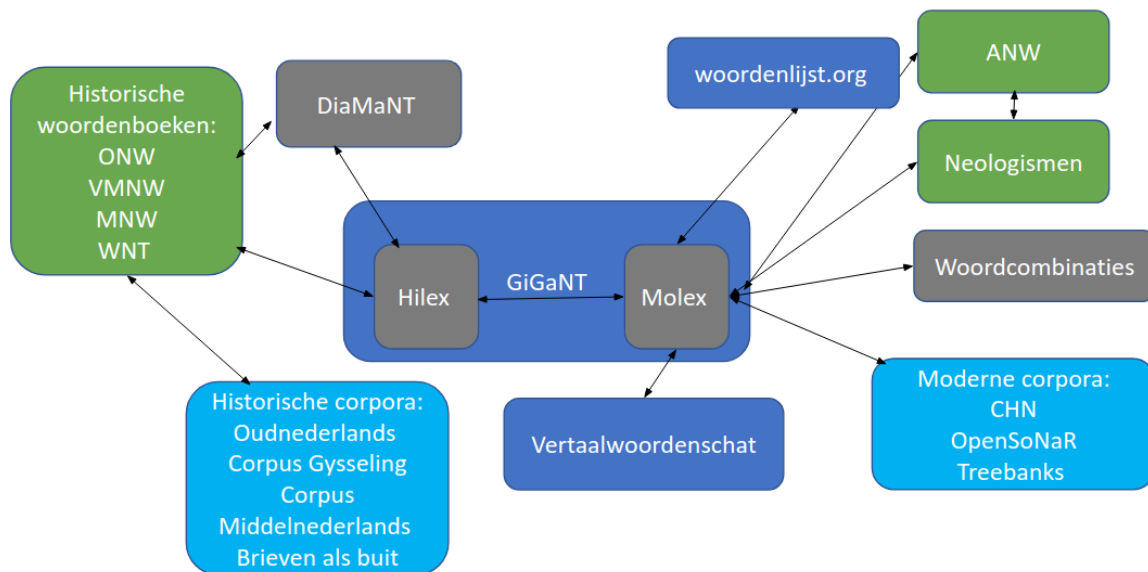 Historische
woordenboeken:
ONW
VMNW
MNW
WNT
DiaMaNT
woordenlijst.org
ANW
Neologismen
Hilex
GiGaNT
Molex
Woordcombinaties
Historische corpora:
Oudnederlands
Corpus Gysseling
Corpus
Middelnederlands
Brieven als buit
Vertaalwoordenschat
Moderne corpora:
CHN
OpenSoNaR
Treebanks